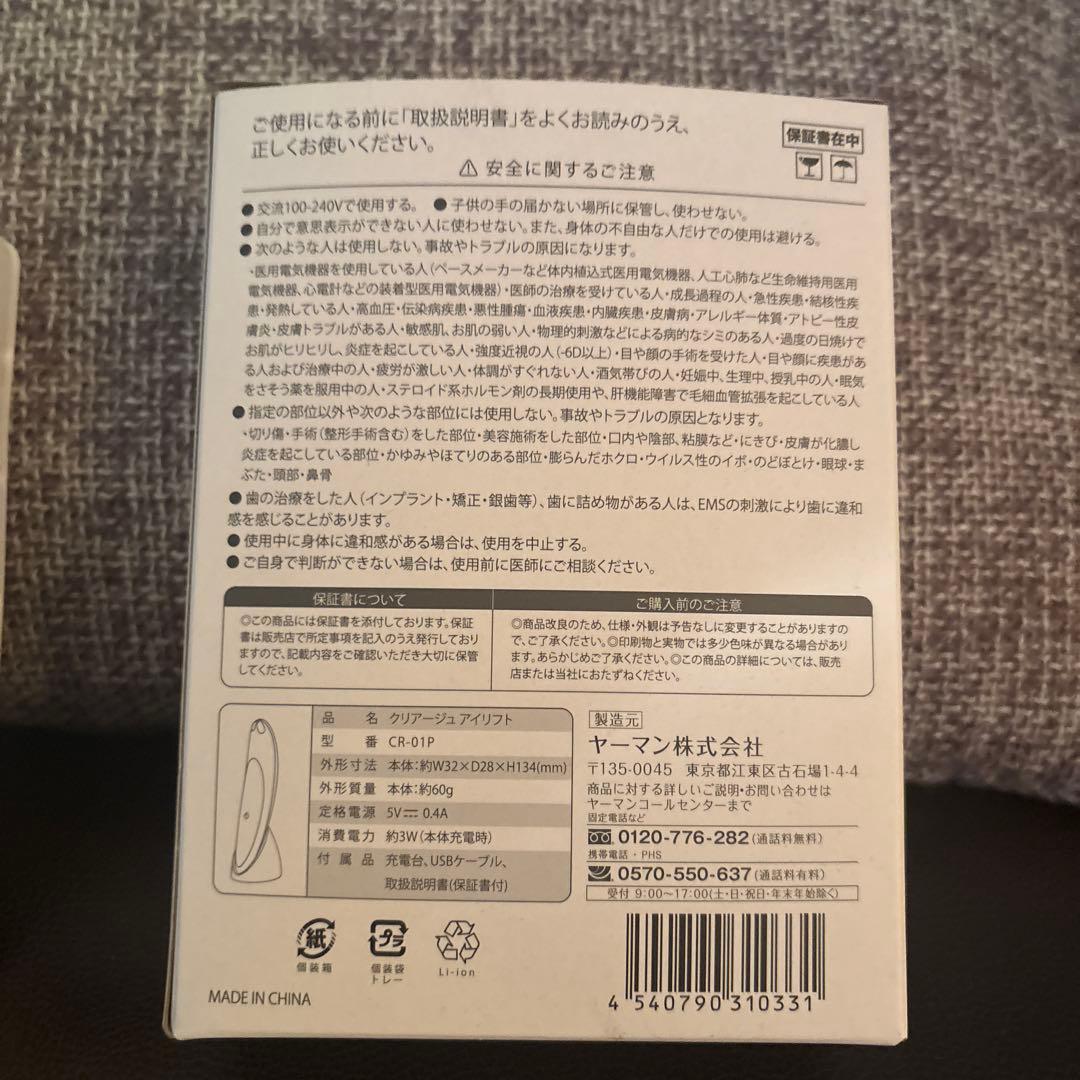 ご使用になる前に「取扱説明書」をよくお読みのうえ、
正しくお使いください。
保証書在中
⚠ 安全に関するご注意
●交流100-240Vで使用する。 ●子供の手の届かない場所に保管し、使わせない。
●自分で意思表示ができない人に使わせない。また、身体の不自由な人だけでの使用は避ける。
●次のような人は使用しない。事故やトラブルの原因になります。
・医用電気機器を使用している人(ペースメーカーなど体内植込式医用電気機器、人工心肺など生命維持用医用
電気機器、心電計などの装着型医用電気機器)・医師の治療を受けている人・成長過程の人・急性疾患・結核性疾
患・発熱している人・高血圧・伝染病疾患・悪性腫瘍・血液疾患・内臓疾患・皮膚病・アレルギー体質・アトピー性皮
膚炎・皮膚トラブルがある人・敏感肌、お肌の弱い人・物理的刺激などによる病的なシミのある人・過度の日焼けで
お肌がヒリヒリし、炎症を起こしている人・強度近視の人(-6D以上)・目や顔の手術を受けた人・目や顔に疾患があ
る人および治療中の人・疲労が激しい人・体調がすぐれない人・酒気帯びの人・妊娠中、生理中、授乳中の人・眠気
をさそう薬を服用中の人・ステロイド系ホルモン剤の長期使用や、肝機能障害で毛細血管拡張を起こしている人
●指定の部位以外や次のような部位には使用しない。事故やトラブルの原因となります。
・切り傷・手術(整形手術含む)をした部位・美容施術をした部位・口内や陰部、粘膜など・にきび・皮膚が化膿し
炎症を起こしている部位・かゆみやほてりのある部位・膨らんだホクロ・ウイルス性のイボ・のどぼとけ・眼球・ま
ぶた・頭部・鼻骨
●歯の治療をした人(インプラント・矯正・銀歯等)、歯に詰め物がある人は、EMSの刺激により歯に違和
感を感じることがあります。
●使用中に身体に違和感がある場合は、使用を中止する。
●ご自身で判断ができない場合は、使用前に医師にご相談ください。
保証書について
◎この商品には保証書を添付しております。保証
書は販売店で所定事項を記入のうえ発行しており
ますので、記載内容をご確認いただき大切に保管
してください。
ご購入前のご注意
◎商品改良のため、仕様・外観は予告なしに変更することがありますの
で、ご了承ください。◎印刷物と実物では多少色味が異なる場合があり
ます。あらかじめご了承ください。◎この商品の詳細については、販売
店または当社におたずねください。
品名 クリアージュ アイリフト
型番 CR-01P
外形寸法 本体:約W32×D28×H134(mm)
外形質量 本体:約60g
定格電源 5V⎓0.4A
消費電力 約3W(本体充電時)
付属品 充電台、USBケーブル、
取扱説明書(保証書付)
製造元
ヤーマン株式会社
〒135-0045 東京都江東区古石場1-4-4
商品に対する詳しいご説明・お問い合わせは
ヤーマンコールセンターまで
固定電話など
0120-776-282(通話料無料)
携帯電話・PHS
0570-550-637(通話料有料)
受付 9:00〜17:00(土・日・祝日・年末年始除く)
紙
個装箱
プラ
個装袋
トレー
Li-ion
MADE IN CHINA
4 540790 310331